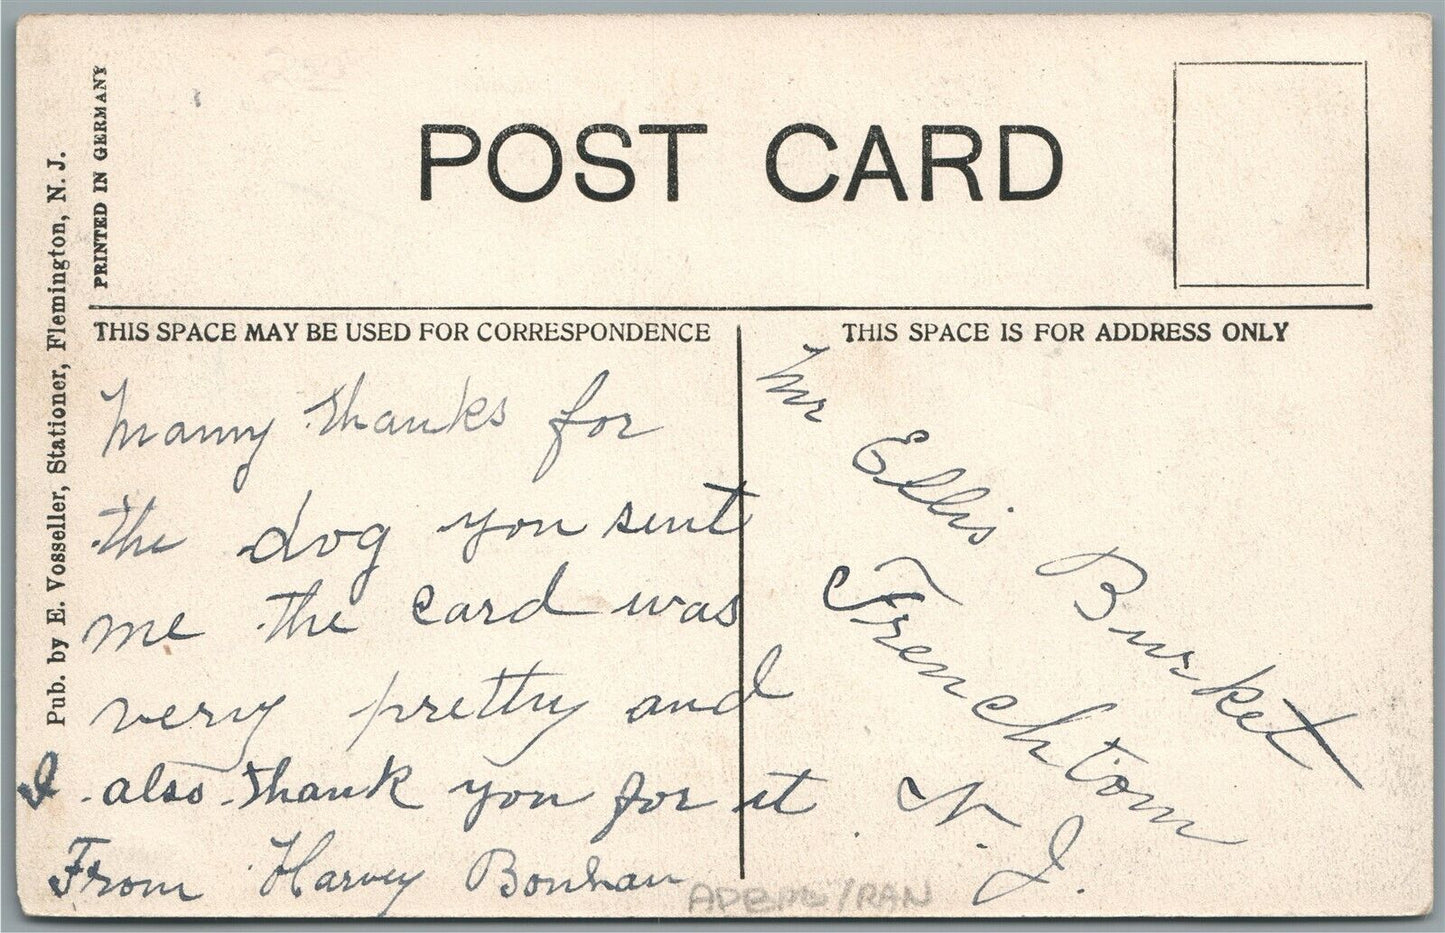 PRINTED IN GERMANY
Pub. by E. Vosseller, Stationer, Flemington, N. J.
POST CARD
THIS SPACE MAY BE USED FOR CORRESPONDENCE
THIS SPACE IS FOR ADDRESS ONLY
Many thanks for
the dog you sent
me the card was
very pretty and
I also thank you for it
From Harvey Bonham
Mr Ellis Burket
Frenchtown
N. J.